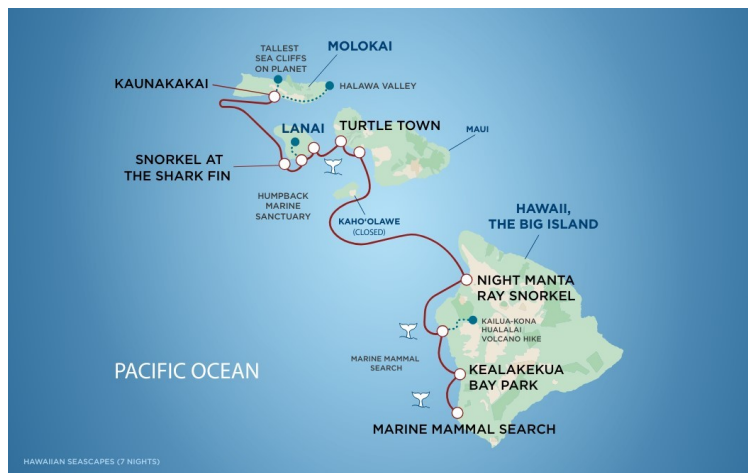 TALLEST
SEA CLIFFS
ON PLANET
MOLOKAI
KAUNAKAKAI
HALAWA VALLEY
LANAI
TURTLE TOWN
MAUI
SNORKEL AT
THE SHARK FIN
HUMPBACK
MARINE
SANCTUARY
KAHO'OLAWE
(CLOSED)
HAWAII,
THE BIG ISLAND
NIGHT MANTA
RAY SNORKEL
KAILUA-KONA
HUALALAI
VOLCANO HIKE
MARINE MAMMAL
SEARCH
PACIFIC OCEAN
KEALAKEKUA
BAY PARK
MARINE MAMMAL SEARCH
HAWAIIAN SEASCAPES (7 NIGHTS)